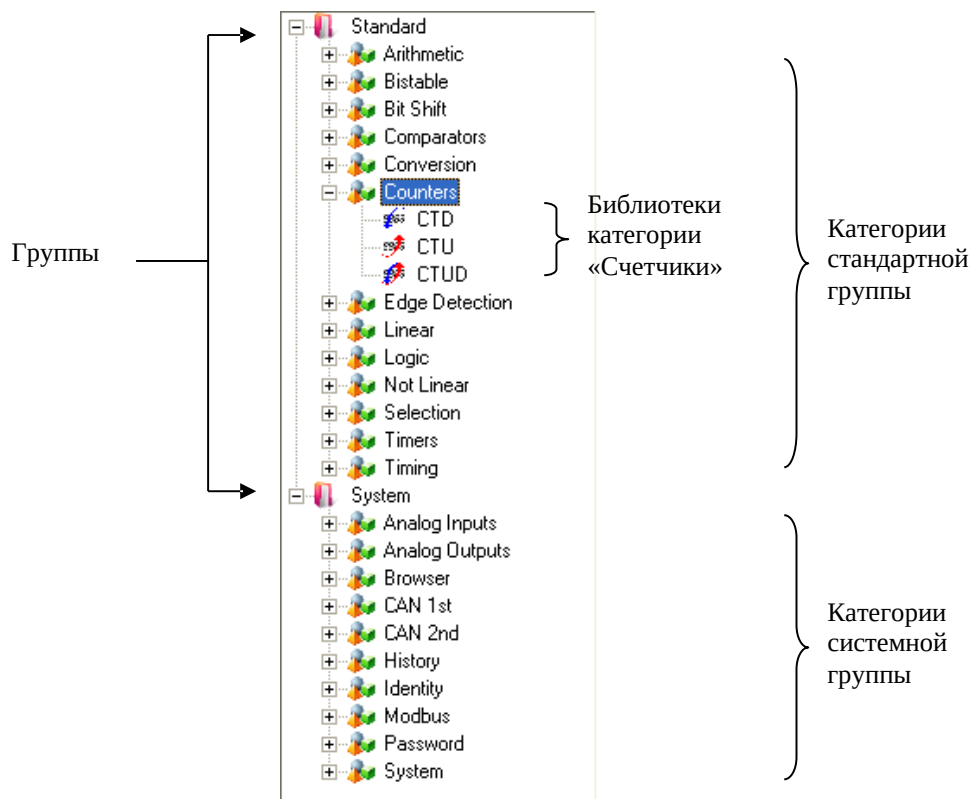 Группы
Standard
Arithmetic
Bistable
Bit Shift
Comparators
Conversion
Counters
CTD
CTU
CTUD
Edge Detection
Linear
Logic
Not Linear
Selection
Timers
Timing
System
Analog Inputs
Analog Outputs
Browser
CAN 1st
CAN 2nd
History
Identity
Modbus
Password
System
Библиотеки
категории
«Счетчики»
Категории
стандартной
группы
Категории
системной
группы